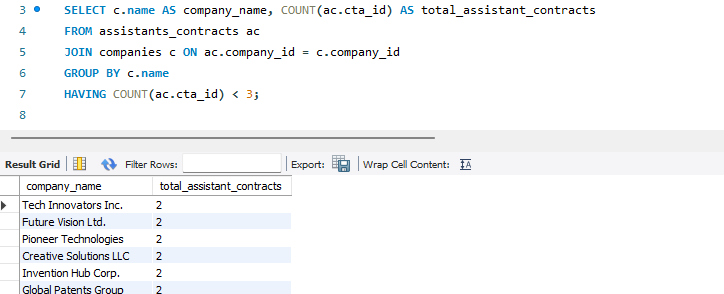 3 SELECT c.name AS company_name, COUNT(ac.cta_id) AS total_assistant_contracts
4 FROM assistants_contracts ac
5 JOIN companies c ON ac.company_id = c.company_id
6 GROUP BY c.name
7 HAVING COUNT(ac.cta_id) < 3;
8
Result Grid Filter Rows: Export: Wrap Cell Content: IA
company_name total_assistant_contracts
Tech Innovators Inc. 2
Future Vision Ltd. 2
Pioneer Technologies 2
Creative Solutions LLC 2
Invention Hub Corp. 2
Global Patents Group 2